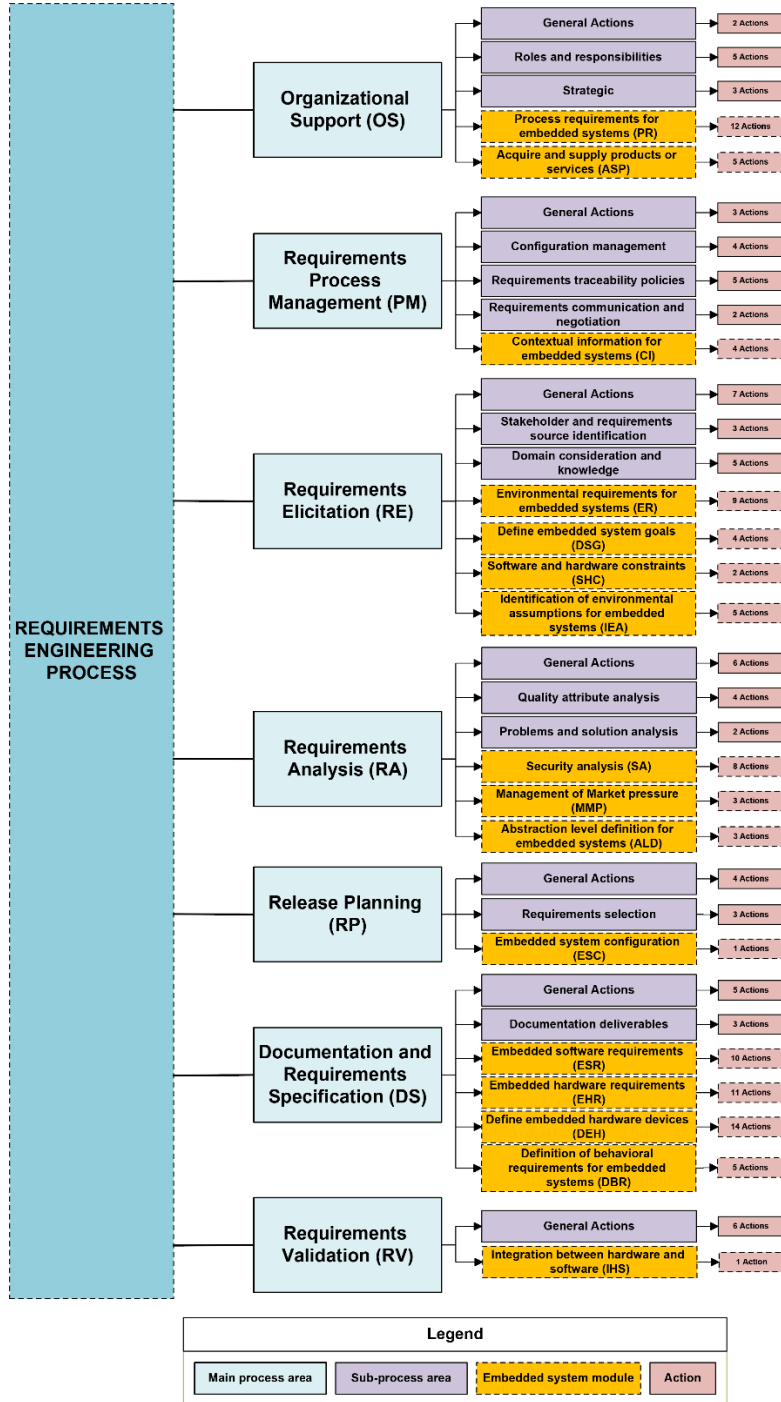 REQUIREMENTS
ENGINEERING
PROCESS
Organizational
Support (OS)
General Actions
2 Actions
Roles and responsibilities
5 Actions
Strategic
3 Actions
Process requirements for
embedded systems (PR)
12 Actions
Acquire and supply products or
services (ASP)
5 Actions
Requirements
Process
Management (PM)
General Actions
3 Actions
Configuration management
4 Actions
Requirements traceability policies
5 Actions
Requirements communication and
negotiation
2 Actions
Contextual information for
embedded systems (CI)
4 Actions
Requirements
Elicitation (RE)
General Actions
7 Actions
Stakeholder and requirements
source identification
3 Actions
Domain consideration and
knowledge
5 Actions
Environmental requirements for
embedded systems (ER)
9 Actions
Define embedded system goals
(DSG)
4 Actions
Software and hardware constraints
(SHC)
2 Actions
Identification of environmental
assumptions for embedded
systems (IEA)
5 Actions
Requirements
Analysis (RA)
General Actions
6 Actions
Quality attribute analysis
4 Actions
Problems and solution analysis
2 Actions
Security analysis (SA)
8 Actions
Management of Market pressure
(MMP)
3 Actions
Abstraction level definition for
embedded systems (ALD)
3 Actions
Release Planning
(RP)
General Actions
4 Actions
Requirements selection
3 Actions
Embedded system configuration
(ESC)
1 Actions
Documentation and
Requirements
Specification (DS)
General Actions
5 Actions
Documentation deliverables
3 Actions
Embedded software requirements
(ESR)
10 Actions
Embedded hardware requirements
(EHR)
11 Actions
Define embedded hardware devices
(DEH)
14 Actions
Definition of behavioral
requirements for embedded
systems (DBR)
5 Actions
Requirements
Validation (RV)
General Actions
6 Actions
Integration between hardware and
software (IHS)
1 Action
Legend
Main process area
Sub-process area
Embedded system module
Action